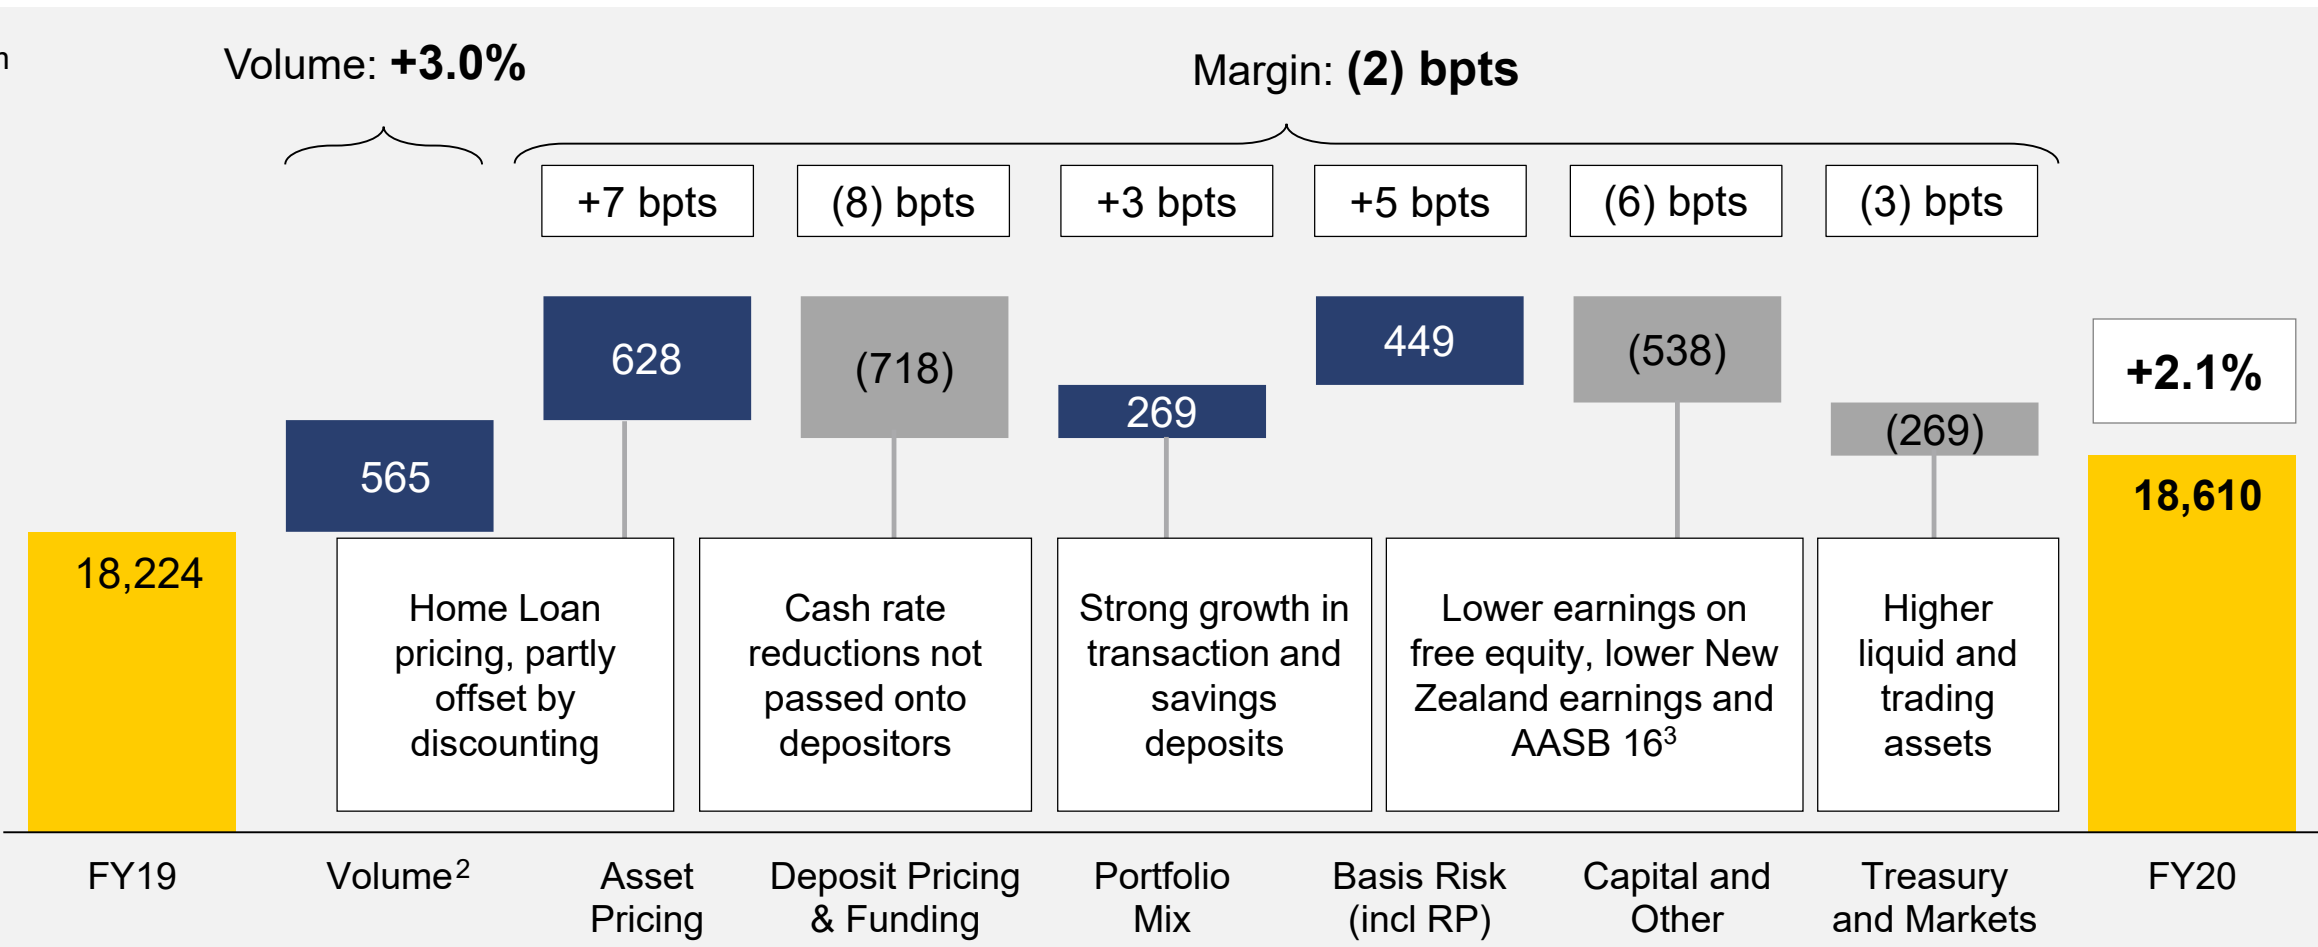 Volume: +3.0%
Margin: (2) bpts
+7 bpts
(8) bpts
+3 bpts
+5 bpts
(6) bpts
(3) bpts
18,224
565
628
(718)
269
449
(538)
(269)
+2.1%
18,610
Home Loan
pricing, partly
offset by
discounting
Cash rate
reductions not
passed onto
depositors
Strong growth in
transaction and
savings
deposits
Lower earnings on
free equity, lower New
Zealand earnings and
AASB 16³
Higher
liquid and
trading
assets
FY19
Volume²
Asset
Pricing
Deposit Pricing
& Funding
Portfolio
Mix
Basis Risk
(incl RP)
Capital and
Other
Treasury
and Markets
FY20